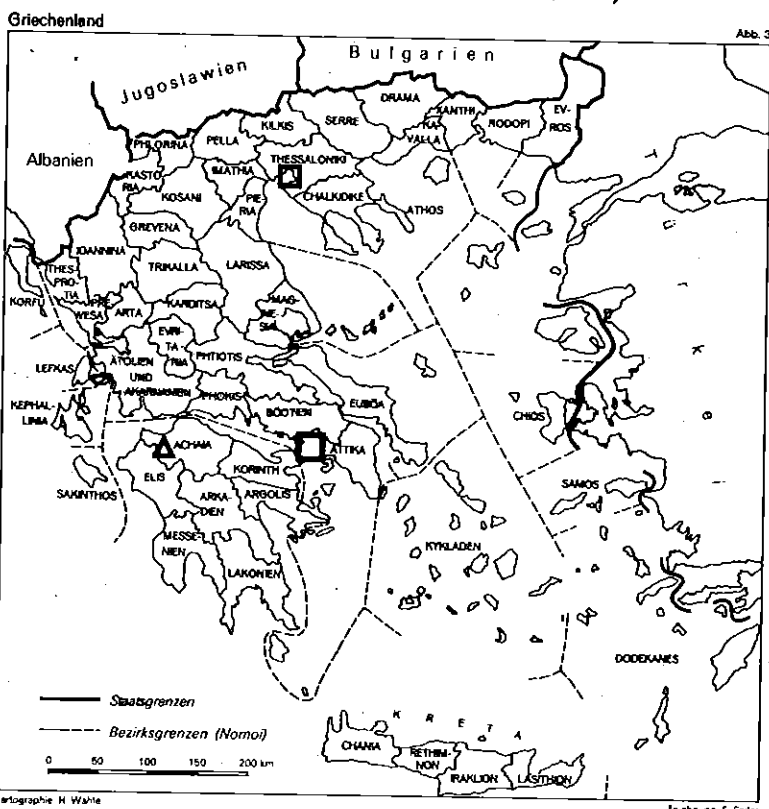 Griechenland
Abb. 3
Bulgarien
Jugoslawien
Albanien
DRAMA
XANTHI
EV-
ROS
SERRE
KA-
VALLA
RODOPI
KILKIS
PELLA
PHLORINA
THESSALONIKI
IMATHIA
KASTO
RIA
KOSANI
PIE
RIA
CHALKIDIKE
ATHOS
GREVENA
IOANNINA
TRIKALLA
LARISSA
THES-
PROTIA
KORFU
PRE
WESA
ARTA
KARDITSA
MAG-
NE-
SIA
EVRI-
TA-
NIA
PHTIOTIS
LEFKAS
ÄTOLIEN
UND
AKARNANIEN
PHOKIS
EUBÖA
BÖOTIEN
KEPHAL-
LINIA
CHIOS
ACHAIA
ATTIKA
ELIS
KORINTH
SAKINTHOS
ARKA-
DIEN
ARGOLIS
SAMOS
MESSE-
NIEN
LAKONIEN
KYKLADEN
DODEKANES
Staatsgrenzen
Bezirksgrenzen (Nomoi)
0 50 100 150 200 km
KRETA
CHANIA
RETHIM-
NON
IRAKLION
LASITHION